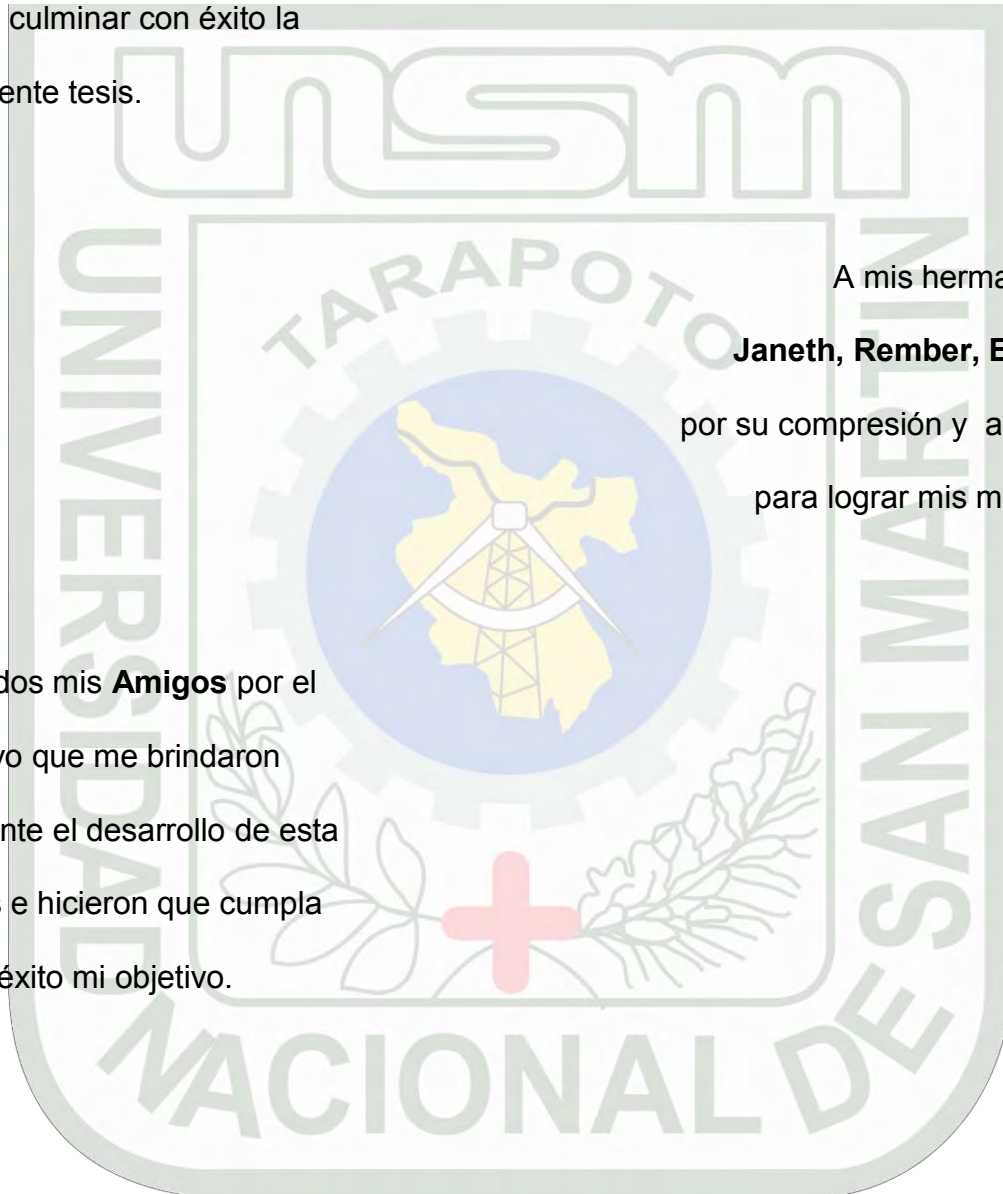 culminar con éxito la
ente tesis.
unsm
TARAPOTO
UNIVERSIDAD
NACIONAL DE
SAN MARTIN
A mis herma
Janeth, Rember, E
por su compresión y a
para lograr mis m
dos mis Amigos por el
yo que me brindaron
nte el desarrollo de esta
s e hicieron que cumpla
éxito mi objetivo.